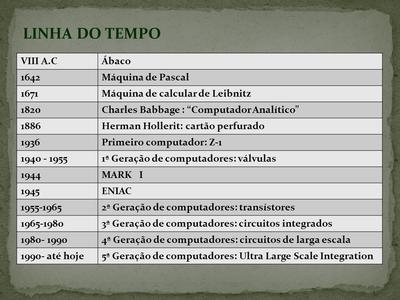 LINHA DO TEMPO
VIII A.C Ábaco
1642 Máquina de Pascal
1671 Máquina de calcular de Leibnitz
1820 Charles Babbage : “Computador Analítico”
1886 Herman Hollerit: cartão perfurado
1936 Primeiro computador: Z-1
1940 - 1955 1ª Geração de computadores: válvulas
1944 MARK I
1945 ENIAC
1955-1965 2ª Geração de computadores: transístores
1965-1980 3ª Geração de computadores: circuitos integrados
1980- 1990 4ª Geração de computadores: circuitos de larga escala
1990- até hoje 5ª Geração de computadores: Ultra Large Scale Integration